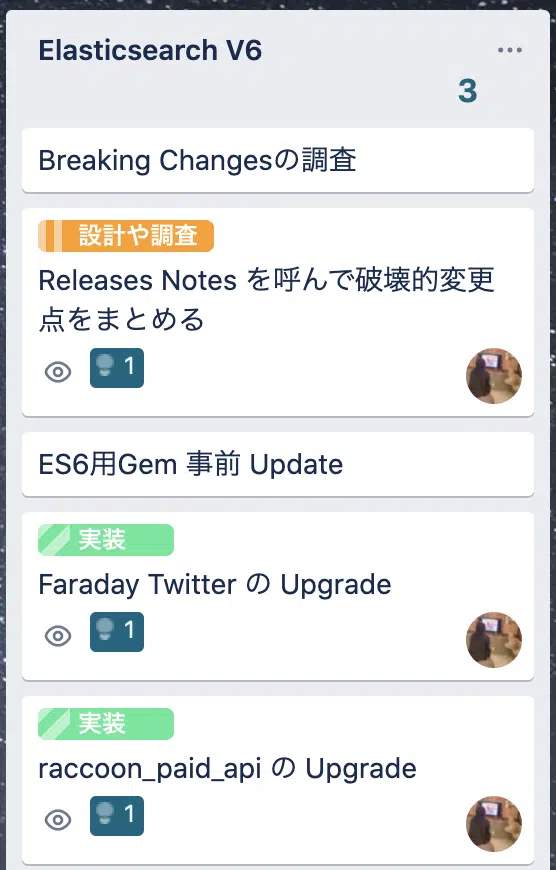 Elasticsearch V6
3
Breaking Changesの調査
設計や調査
Releases Notes を呼んで破壊的変更
点をまとめる
1
ES6用Gem 事前 Update
実装
Faraday Twitter の Upgrade
1
実装
raccoon_paid_api の Upgrade
1